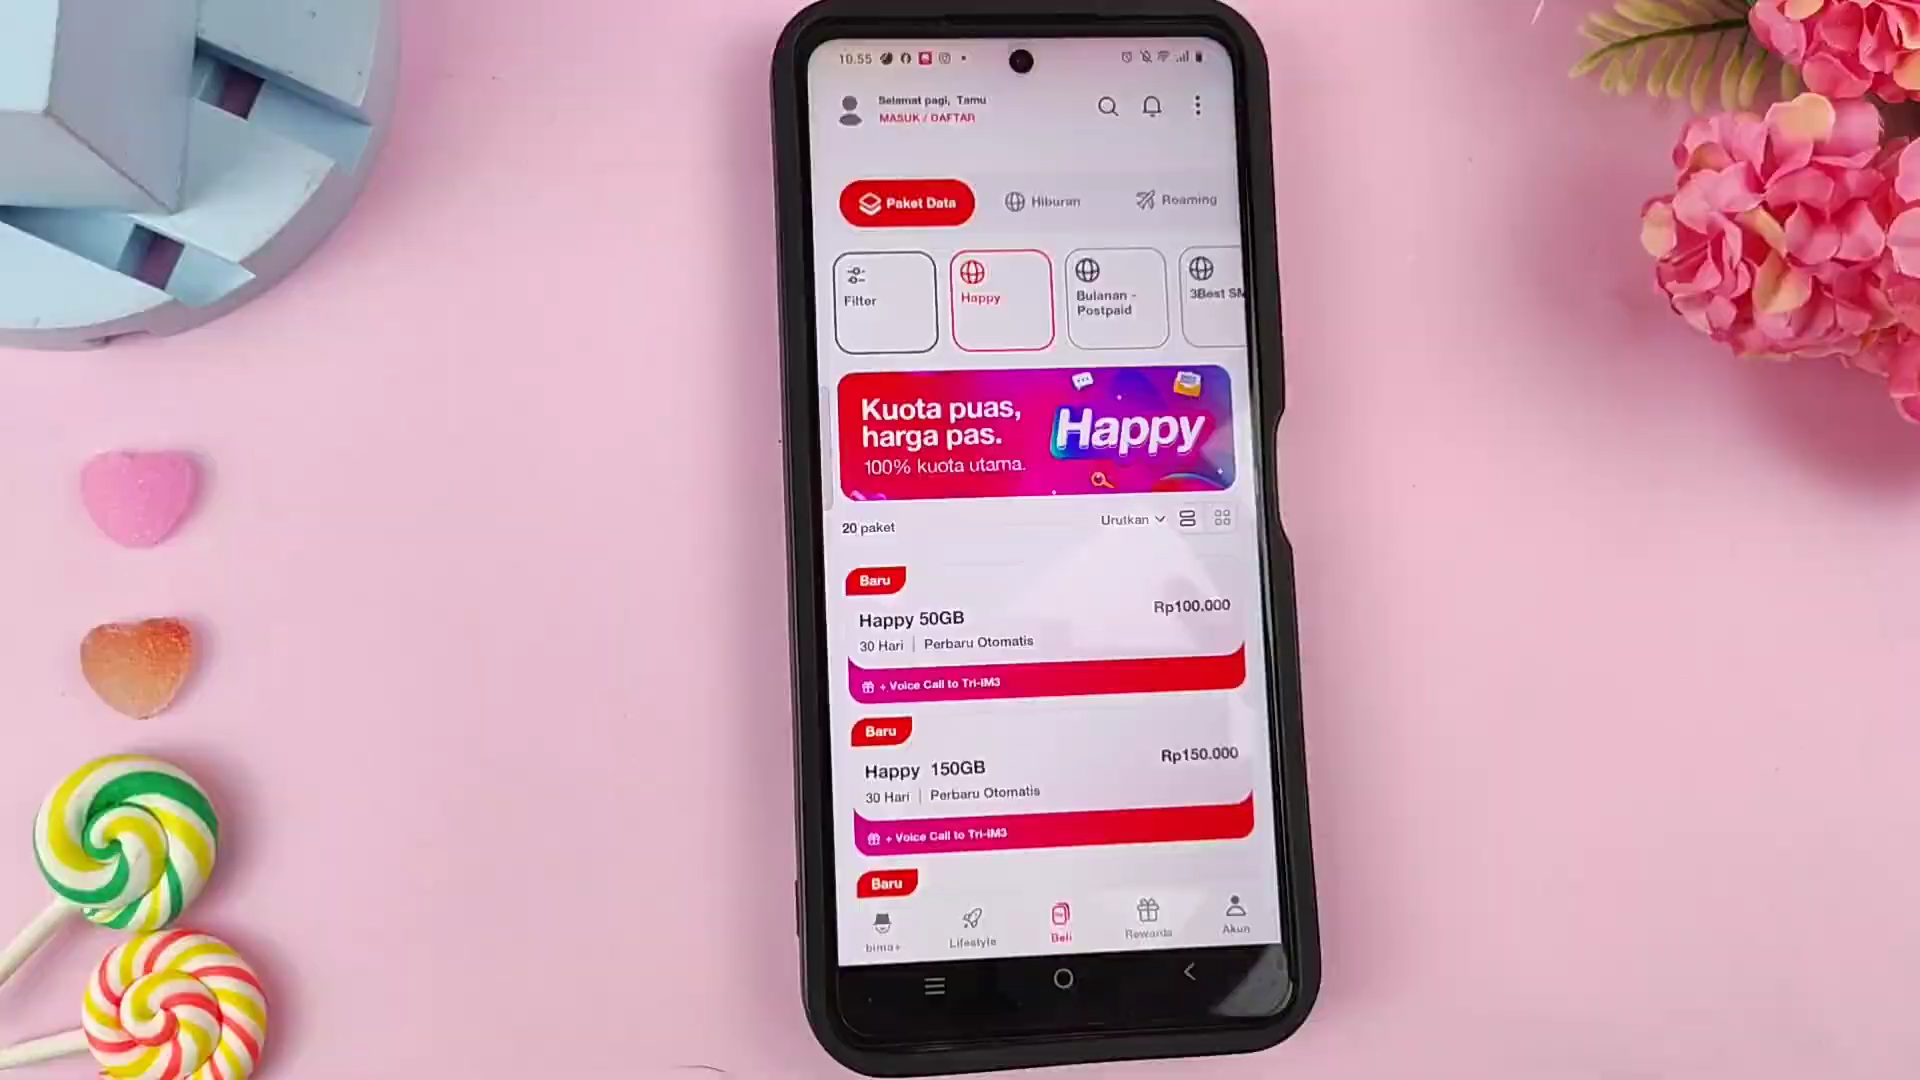 10.55
Selamat pagi, Tamu
MASUK / DAFTAR
Paket Data
Hiburan
Roaming
Filter
Happy
Bulanan -
Postpaid
3Best SM
Kuota puas,
harga pas.
100% kuota utama.
Happy
20 paket
Urutkan
Baru
Happy 50GB
Rp100.000
30 Hari | Perbaru Otomatis
+ Voice Call to Tri-IM3
Baru
Happy 150GB
Rp150.000
30 Hari | Perbaru Otomatis
+ Voice Call to Tri-IM3
Baru
bima+
Lifestyle
Beli
Rewards
Akun